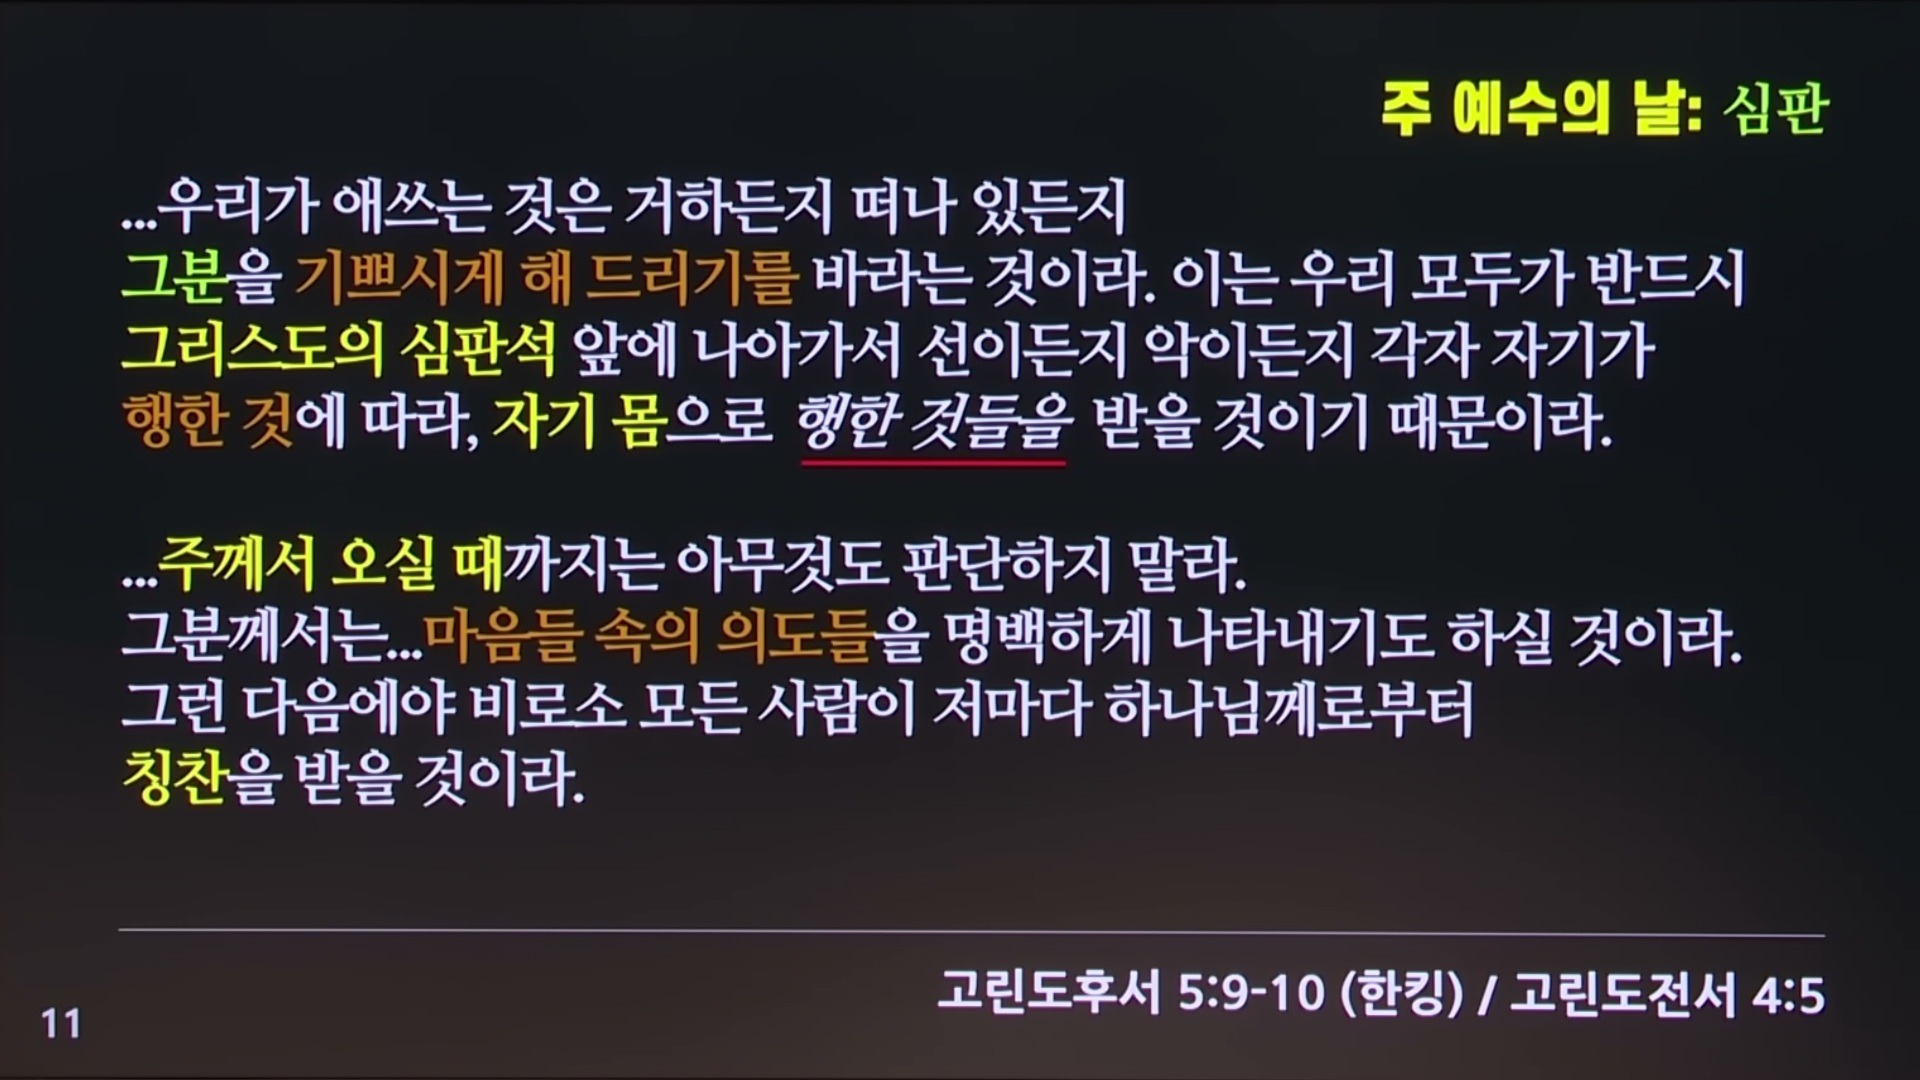 주 예수의 날: 심판
...우리가 애쓰는 것은 거하든지 떠나 있든지
그분을 기쁘시게 해 드리기를 바라는 것이라. 이는 우리 모두가 반드시
그리스도의 심판석 앞에 나아가서 선이든지 악이든지 각자 자기가
행한 것에 따라, 자기 몸으로 행한 것들을 받을 것이기 때문이라.
...주께서 오실 때까지는 아무것도 판단하지 말라.
그분께서는...마음들 속의 의도들을 명백하게 나타내기도 하실 것이라.
그런 다음에야 비로소 모든 사람이 저마다 하나님께로부터
칭찬을 받을 것이라.
고린도후서 5:9-10 (한킹) / 고린도전서 4:5
11